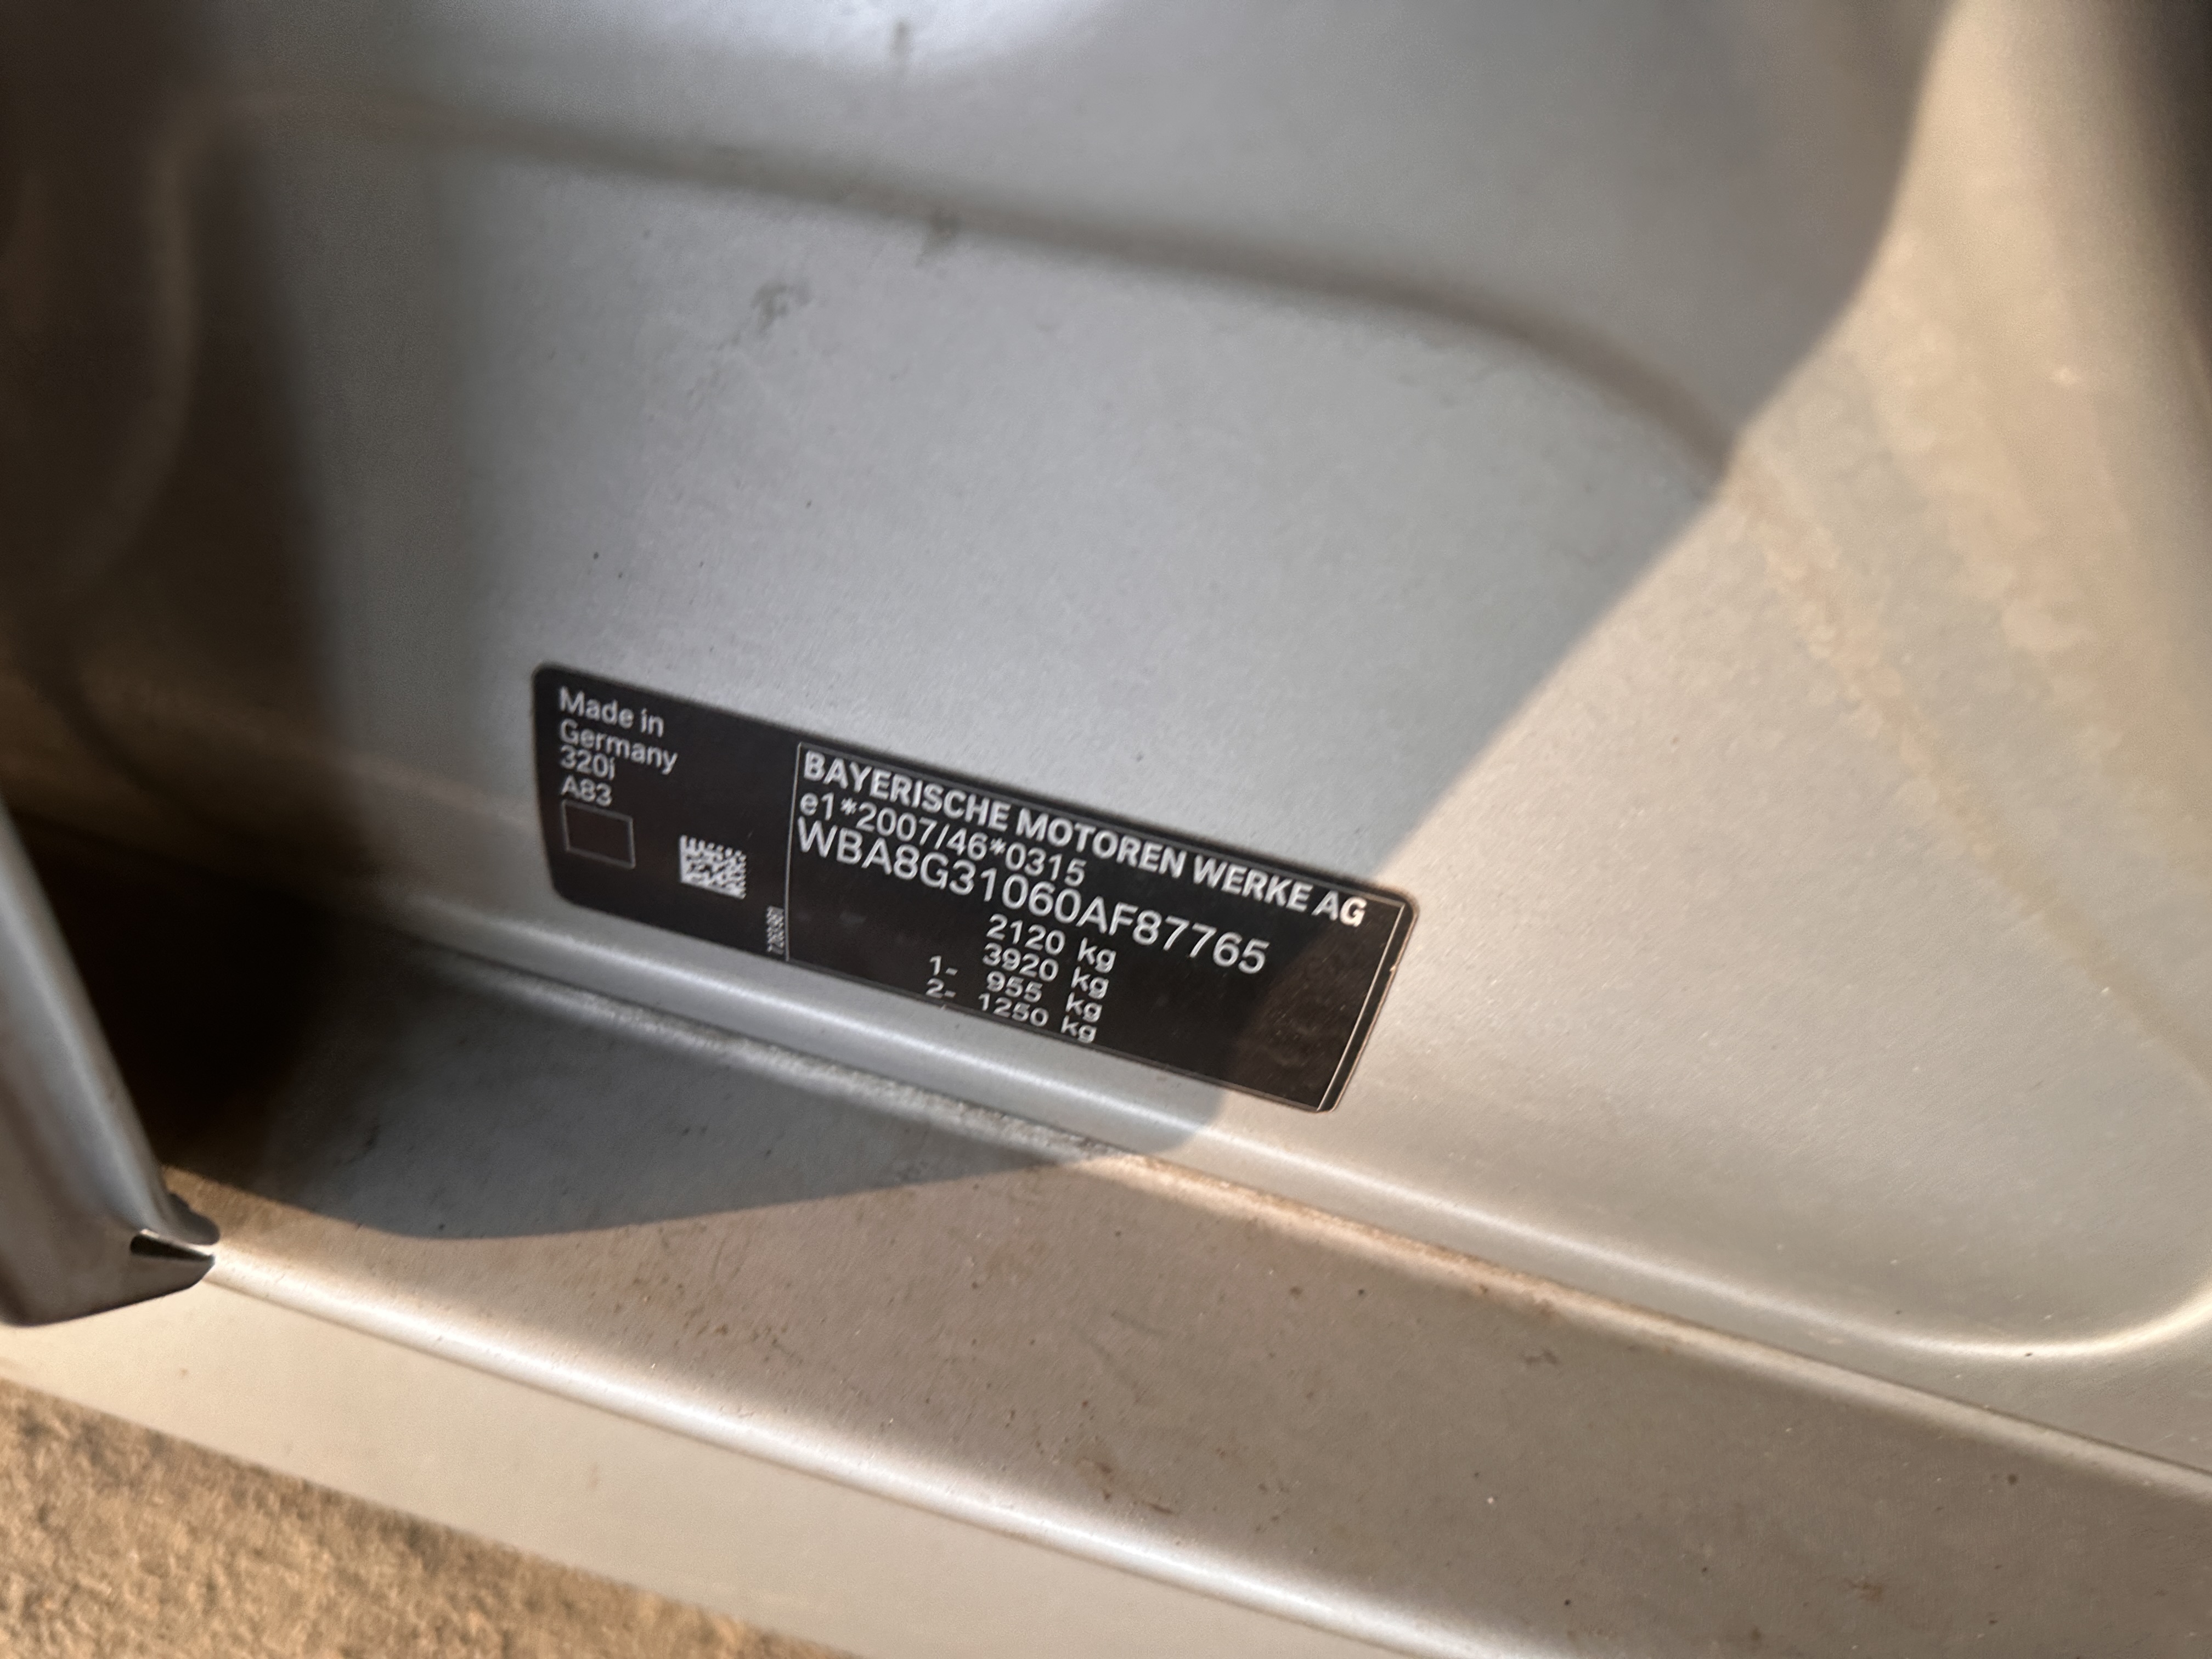 Made in
Germany
320i
A83
BAYERISCHE MOTOREN WERKE AG
e1*2007/46*0315
WBA8G31060AF87765
2120 kg
3920 kg
1- 955 kg
2- 1250 kg